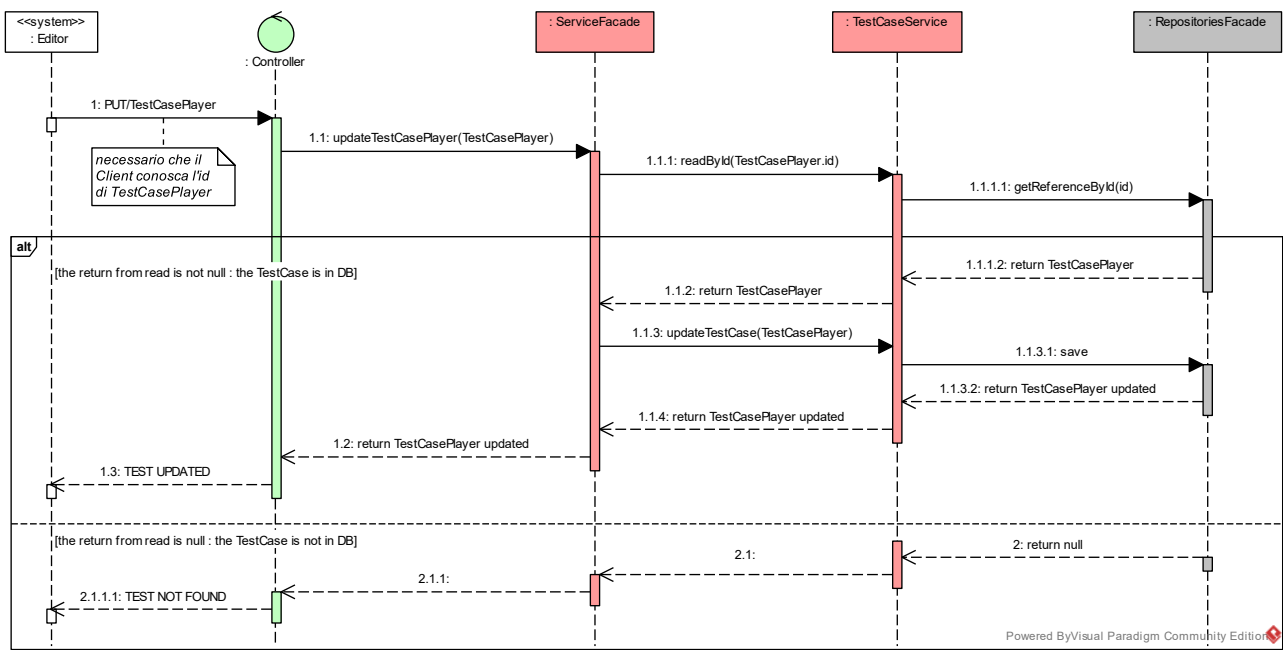 <<system>>
: Editor
: Controller
: ServiceFacade
: TestCaseService
: RepositoriesFacade
1: PUT/TestCasePlayer
necessario che il
Client conosca l'id
di TestCasePlayer
1.1: updateTestCasePlayer(TestCasePlayer)
1.1.1: readById(TestCasePlayer.id)
1.1.1.1: getReferenceById(id)
alt
[the return from read is not null : the TestCase is in DB]
1.1.1.2: return TestCasePlayer
1.1.2: return TestCasePlayer
1.1.3: updateTestCase(TestCasePlayer)
1.1.3.1: save
1.1.3.2: return TestCasePlayer updated
1.1.4: return TestCasePlayer updated
1.2: return TestCasePlayer updated
1.3: TEST UPDATED
[the return from read is null : the TestCase is not in DB]
2: return null
2.1:
2.1.1:
2.1.1.1: TEST NOT FOUND
Powered ByVisual Paradigm Community Edition